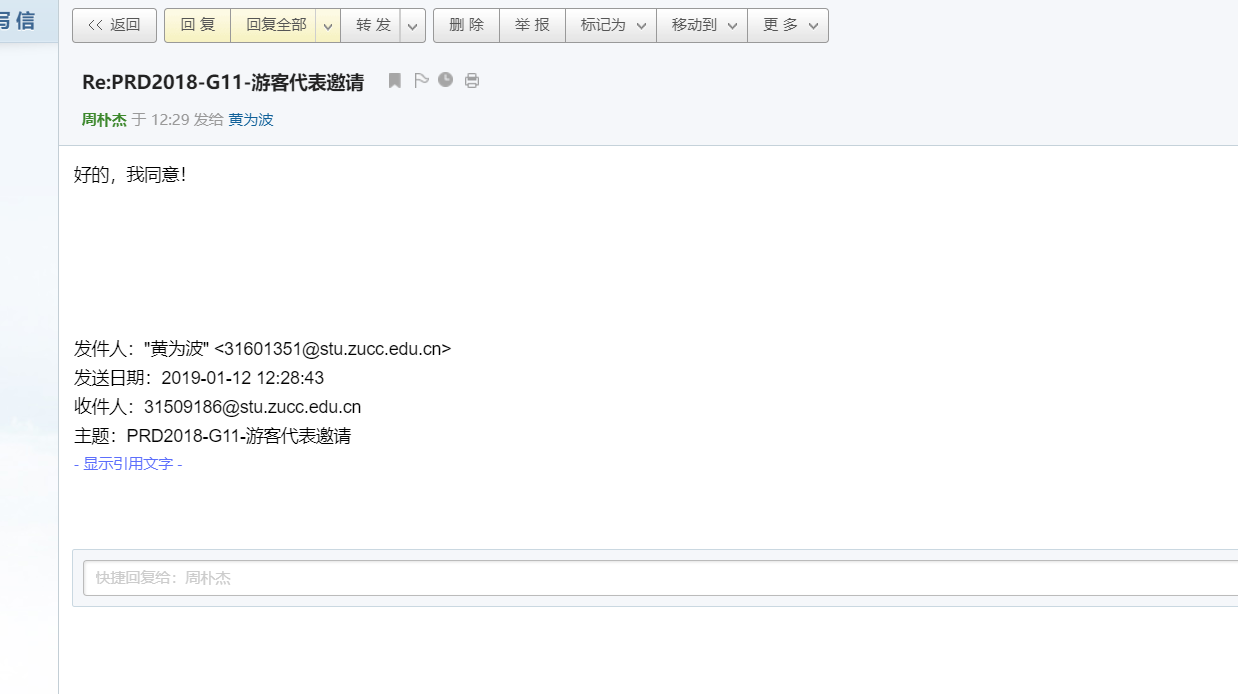 写 信
<< 返回 回 复 回复全部 转 发 删 除 举 报 标记为 移动到 更 多
Re:PRD2018-G11-游客代表邀请
周朴杰 于 12:29 发给 黄为波
好的，我同意！
发件人："黄为波" <31601351@stu.zucc.edu.cn>
发送日期：2019-01-12 12:28:43
收件人：31509186@stu.zucc.edu.cn
主题：PRD2018-G11-游客代表邀请
- 显示引用文字 -
快捷回复给：周朴杰